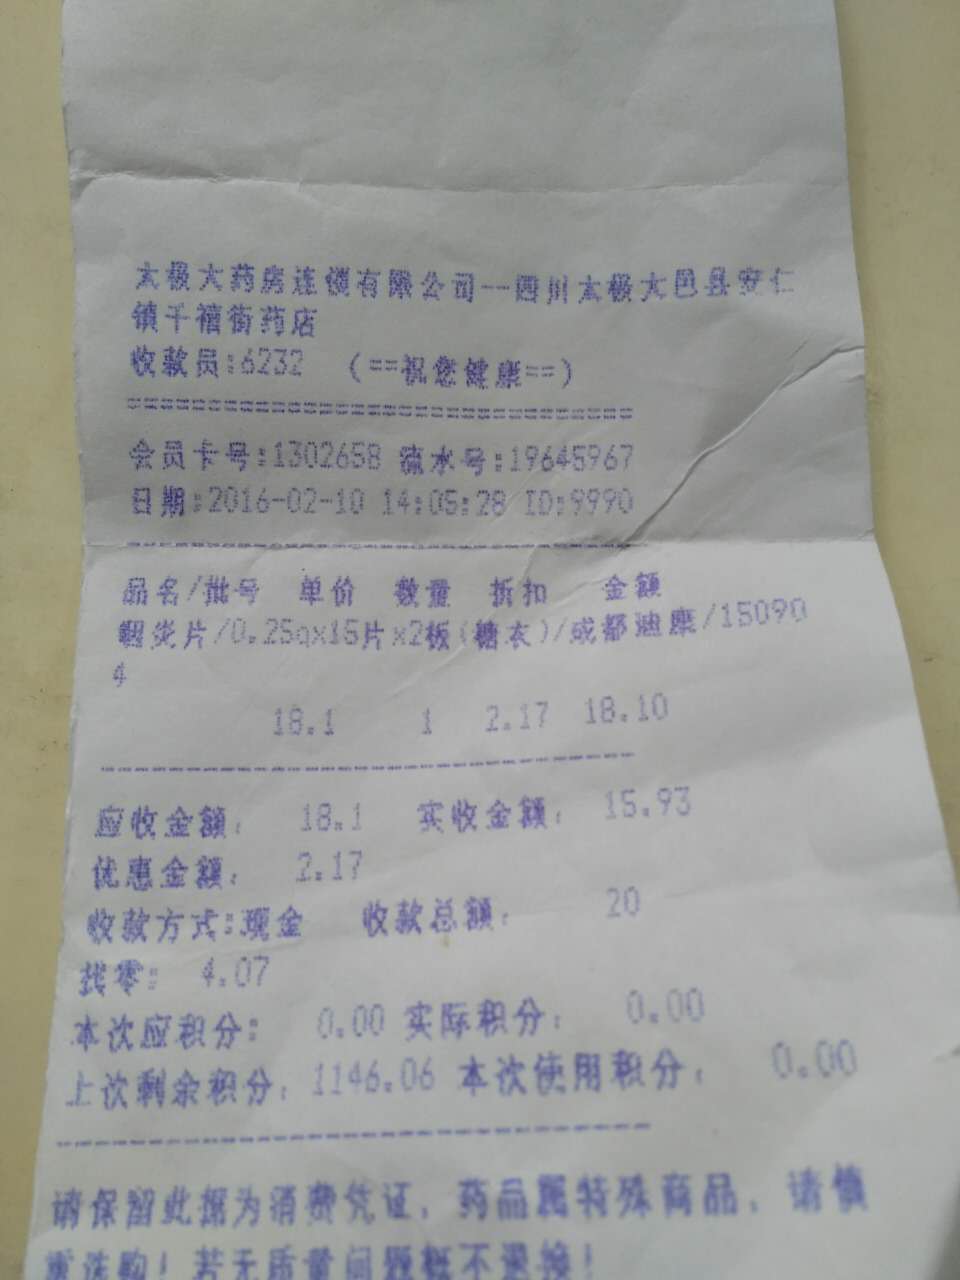 太极大药房连锁有限公司--四川太极大邑县安仁
镇千禧街药店
收款员:6232 (==祝您健康==)
会员卡号:1302658 流水号:19645967
日期:2016-02-10 14:05:28 ID:9990
品名/批号 单价 数量 折扣 金额
咽炎片/0.25gx15片x2板(糖衣)/成都迪康/15090
4
18.1 1 2.17 18.10
应收金额: 18.1 实收金额: 15.93
优惠金额: 2.17
收款方式:现金 收款总额: 20
找零: 4.07
本次应积分: 0.00 实际积分: 0.00
上次剩余积分: 1146.06 本次使用积分: 0.00
请保留此据为消费凭证,药品属特殊商品,请慎
重选购!若无质量问题概不退换!